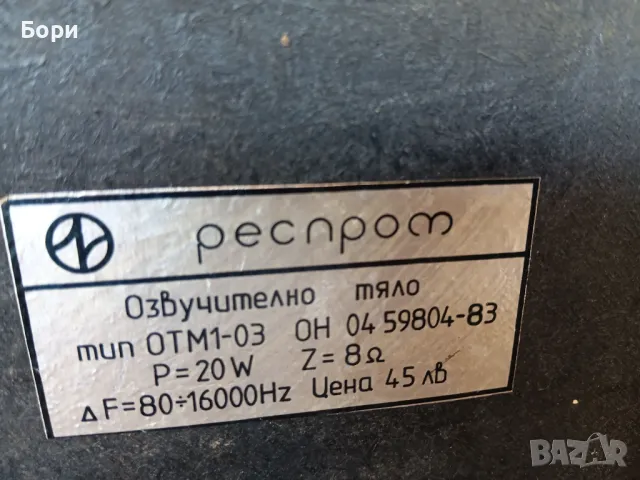 Бори
респром
Озвучително тяло
тип ОТМ1-03 ОН 04 59804-83
P=20W Z=8Ω
ΔF=80÷16000Hz Цена 45 лв
BAZAR